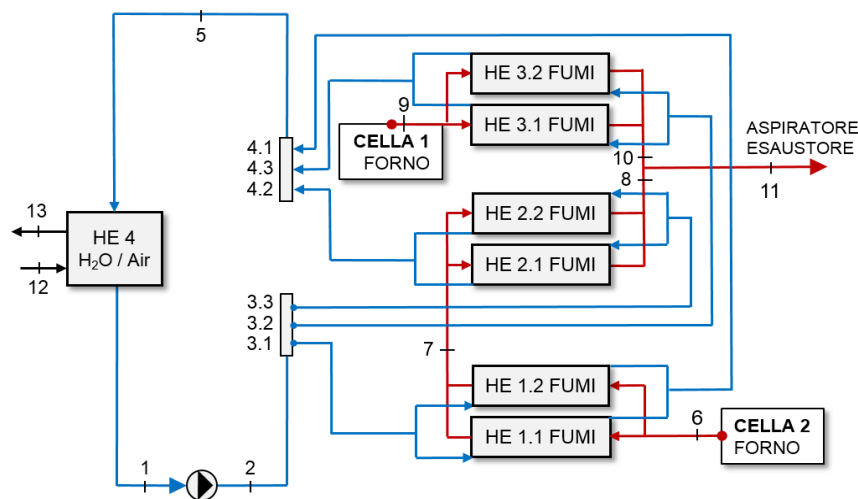 5
HE 3.2 FUMI
9
HE 3.1 FUMI
CELLA 1
FORNO
4.1
4.3
4.2
10
8
ASPIRATORE
ESAUSTORE
11
13
HE 4
H₂O / Air
12
HE 2.2 FUMI
HE 2.1 FUMI
3.3
3.2
3.1
7
HE 1.2 FUMI
HE 1.1 FUMI
6
CELLA 2
FORNO
1
2